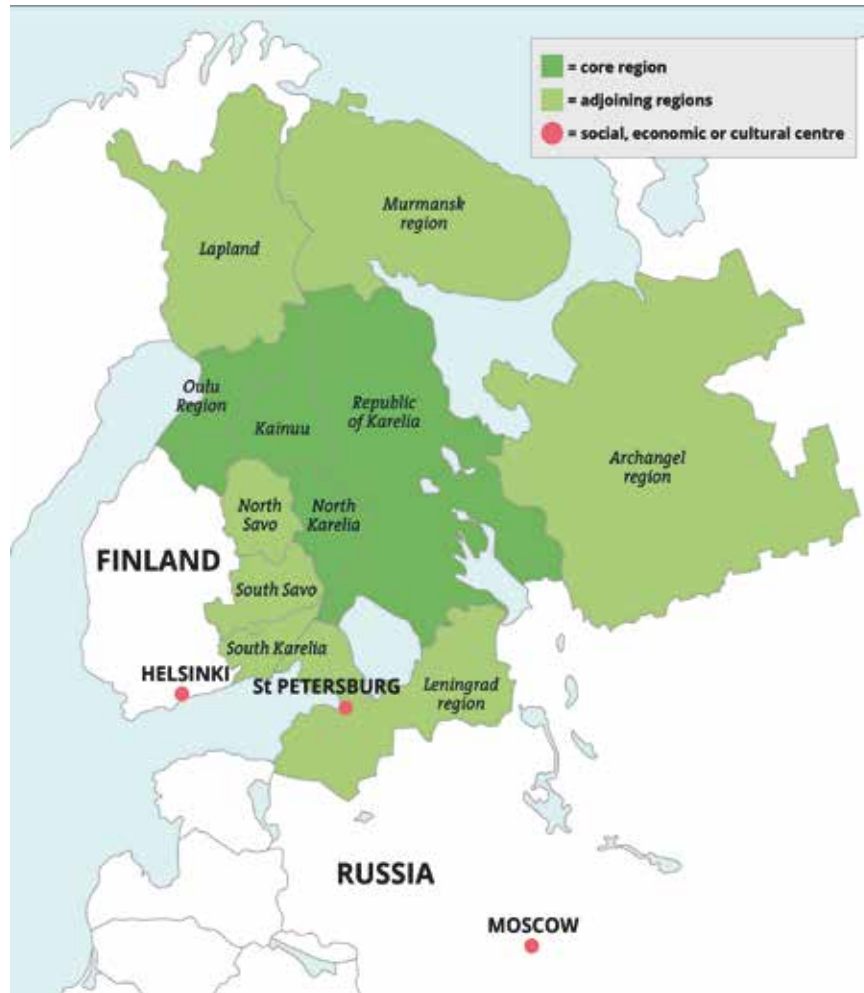 = core region
= adjoining regions
= social, economic or cultural centre
Murmansk
region
Lapland
Oulu
Region
Kainuu
Republic
of Karelia
Archangel
region
North
Savo
North
Karelia
FINLAND
South Savo
South Karelia
HELSINKI
St PETERSBURG
Leningrad
region
RUSSIA
MOSCOW